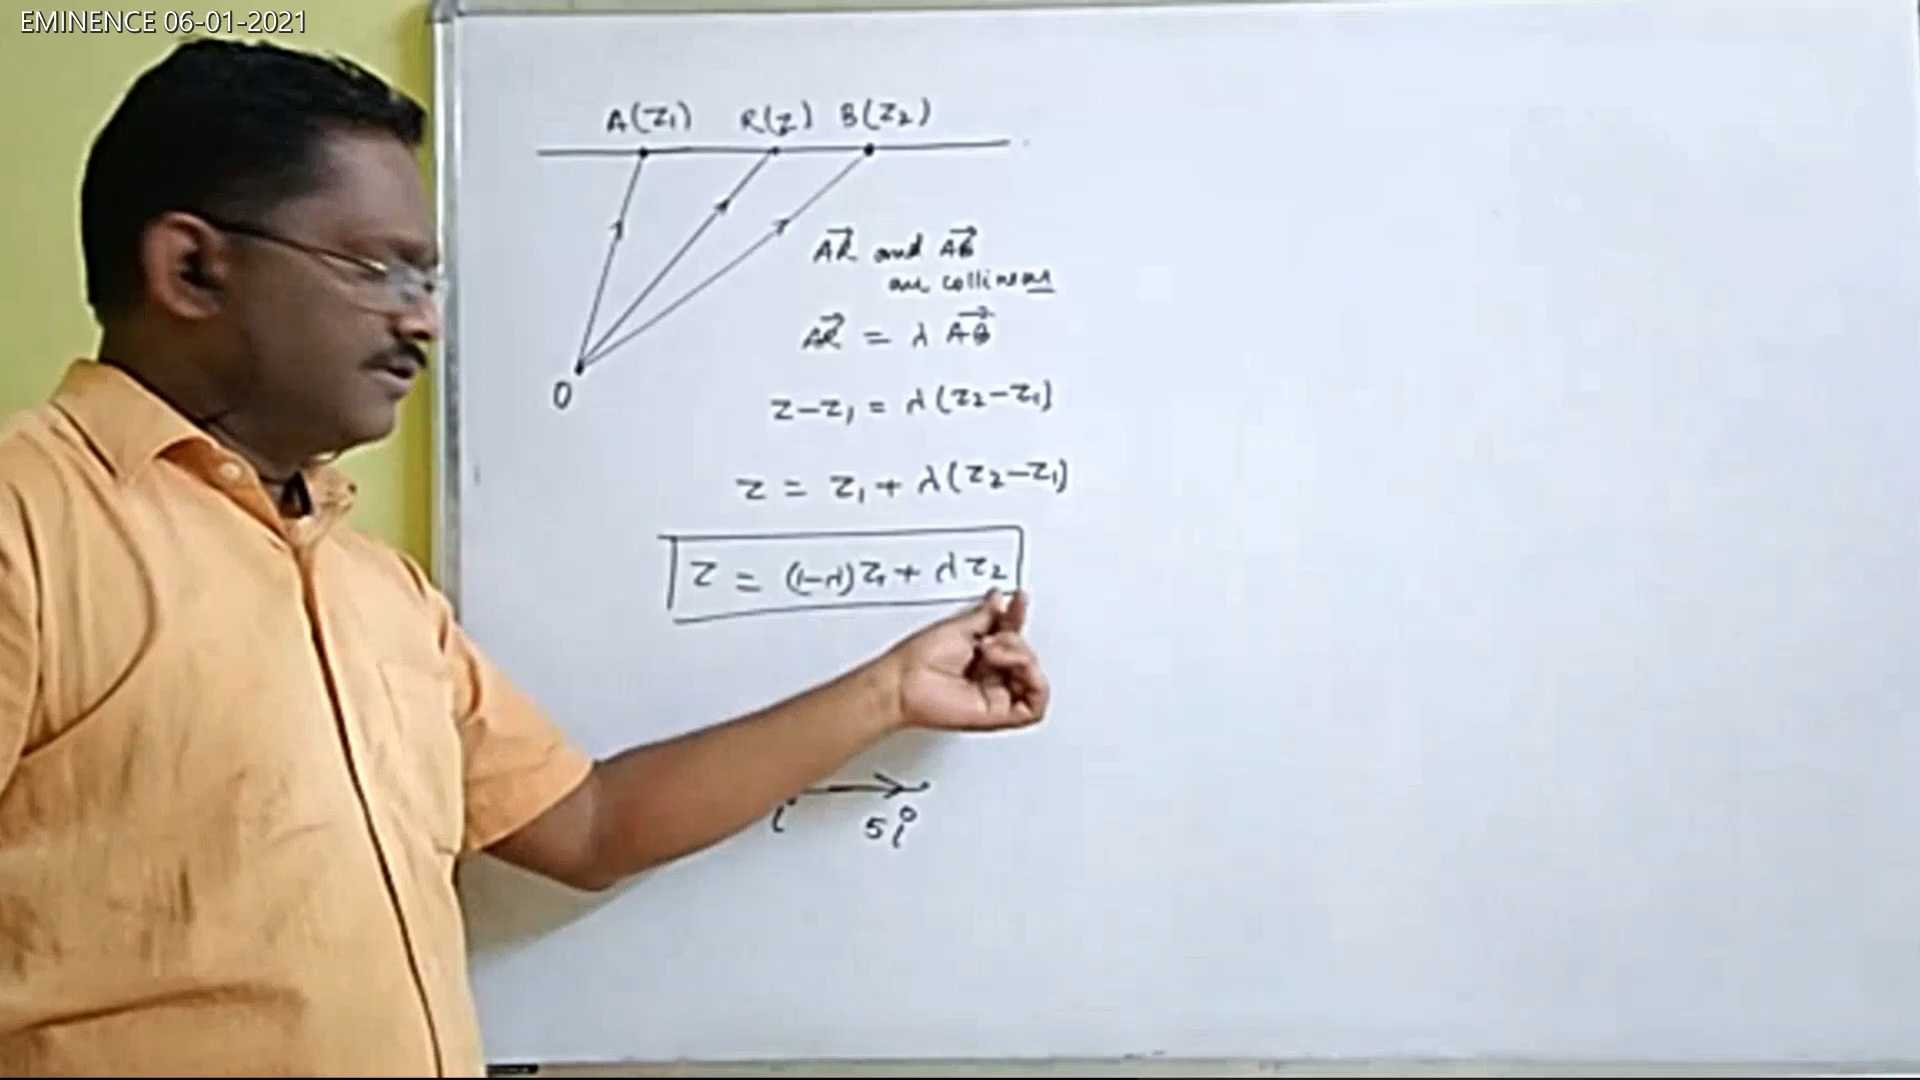 EMINENCE 06-01-2021
A(z₁) R(z) B(z₂)
O
AR⃗ and AB⃗
are collinear
AR⃗ = λ AB⃗
z-z₁ = λ(z₂-z₁)
z = z₁ + λ(z₂-z₁)
z = (1-λ)z₁ + λz₂
i 5i